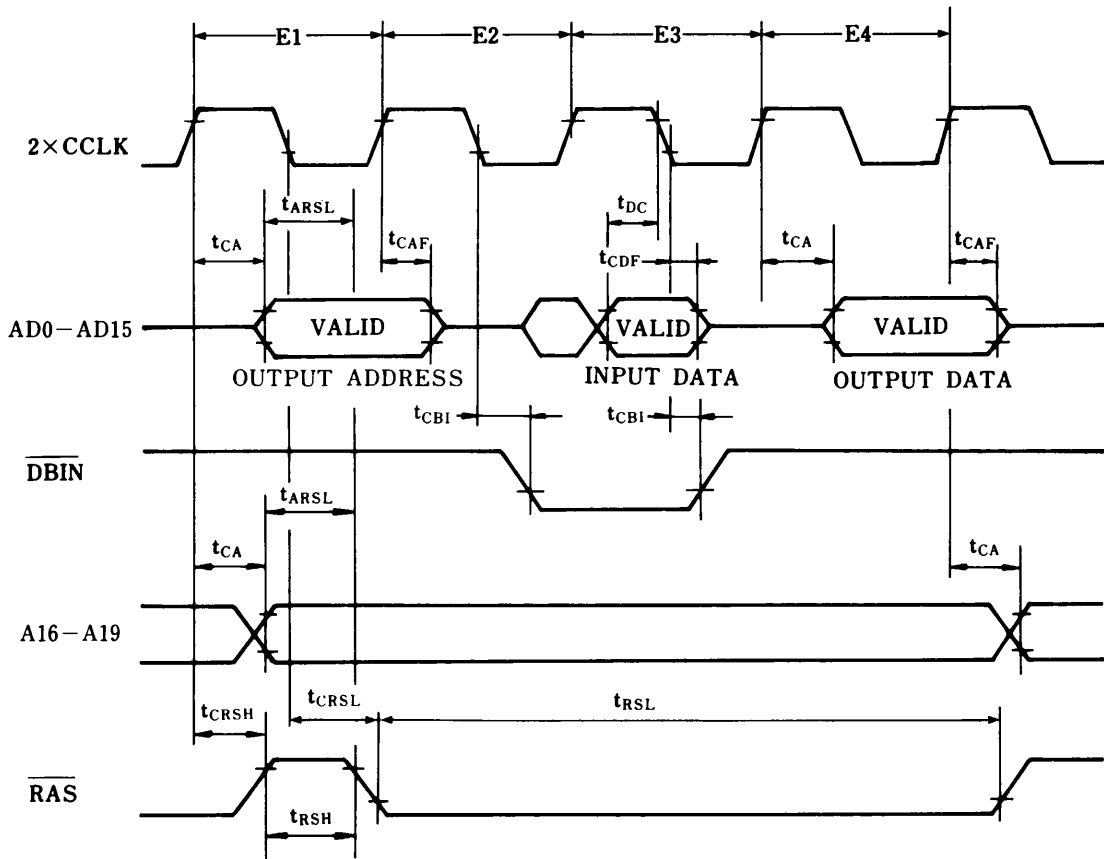 E1 E2 E3 E4
2×CCLK
tARSL tDC
tCA tCAF tCDF tCA tCAF
AD0−AD15 VALID VALID VALID
OUTPUT ADDRESS INPUT DATA OUTPUT DATA
tCBI tCBI
DBIN
tARSL
tCA tCA
A16−A19
tCRSH tCRSL tRSL
RAS
tRSH